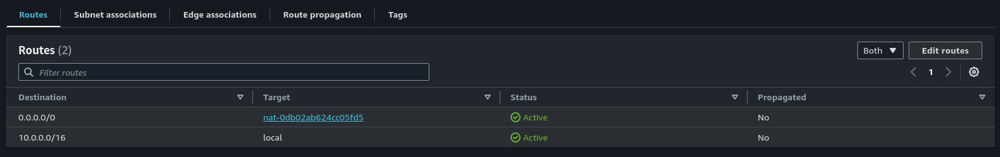 Routes Subnet associations Edge associations Route propagation Tags
Routes (2) Both Edit routes
Filter routes 1
Destination Target Status Propagated
0.0.0.0/0 nat-0db02ab624cc05fd5 Active No
10.0.0.0/16 local Active No